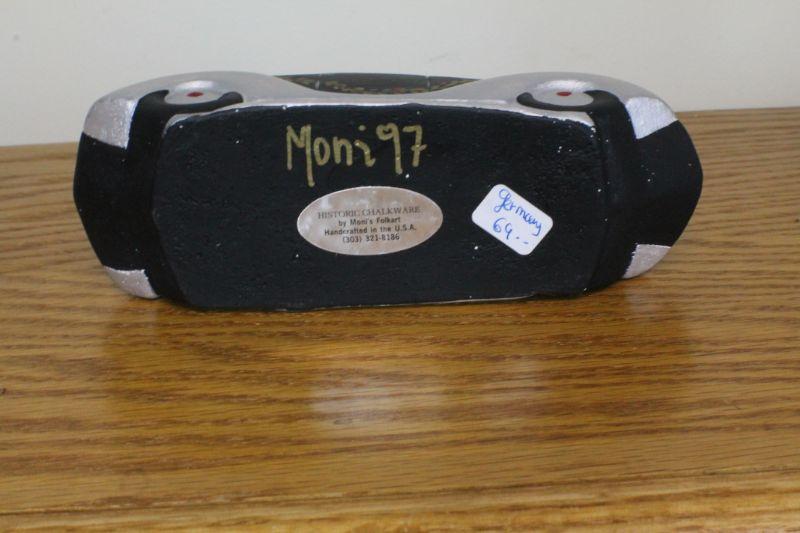 Moni 97
HISTORIC CHALKWARE
by Moni's Folkart
Handcrafted in the U.S.A.
(303) 321-8186
germany
69.--